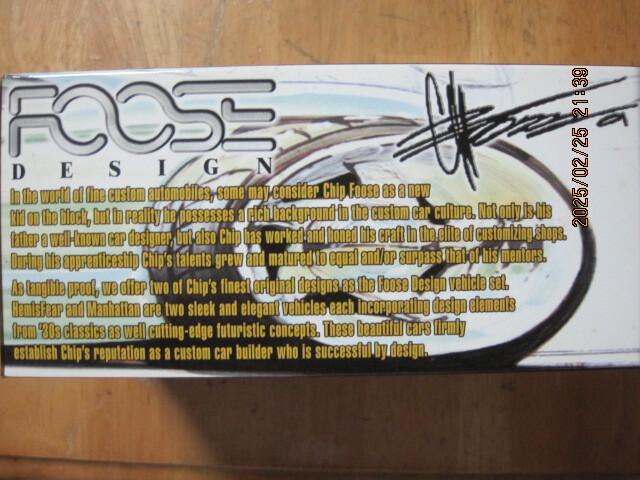 FOOSE
DESIGN
2025/02/25 21:39
In the world of fine custom automobiles, some may consider Chip Foose as a new
kid on the block, but in reality he possesses a rich background in the custom car culture. Not only is his
father a well-known car designer, but also Chip has worked and honed his craft in the elite of customizing shops.
During his apprenticeship Chip's talents grew and matured to equal and/or surpass that of his mentors.
As tangible proof, we offer two of Chip's finest original designs as the Foose Design vehicle set.
Hemisfear and Manhattan are two sleek and elegant vehicles each incorporating design elements
from '30s classics as well cutting-edge futuristic concepts. These beautiful cars firmly
establish Chip's reputation as a custom car builder who is successful by design.